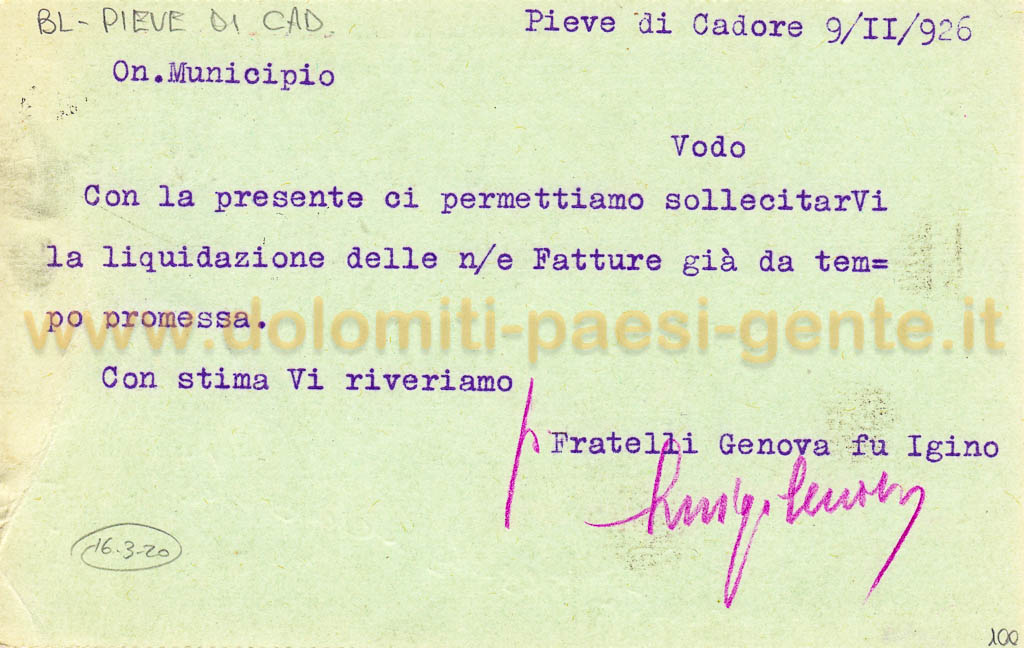 BL- PIEVE DI CAD.
Pieve di Cadore 9/II/926
On.Municipio
Vodo
Con la presente ci permettiamo sollecitarVi
la liquidazione delle n/e Fatture già da tem=
po promessa.
www.dolomiti-paesi-gente.it
Con stima Vi riveriamo
p Fratelli Genova fu Igino
Luigi Genova
16-3-20
100